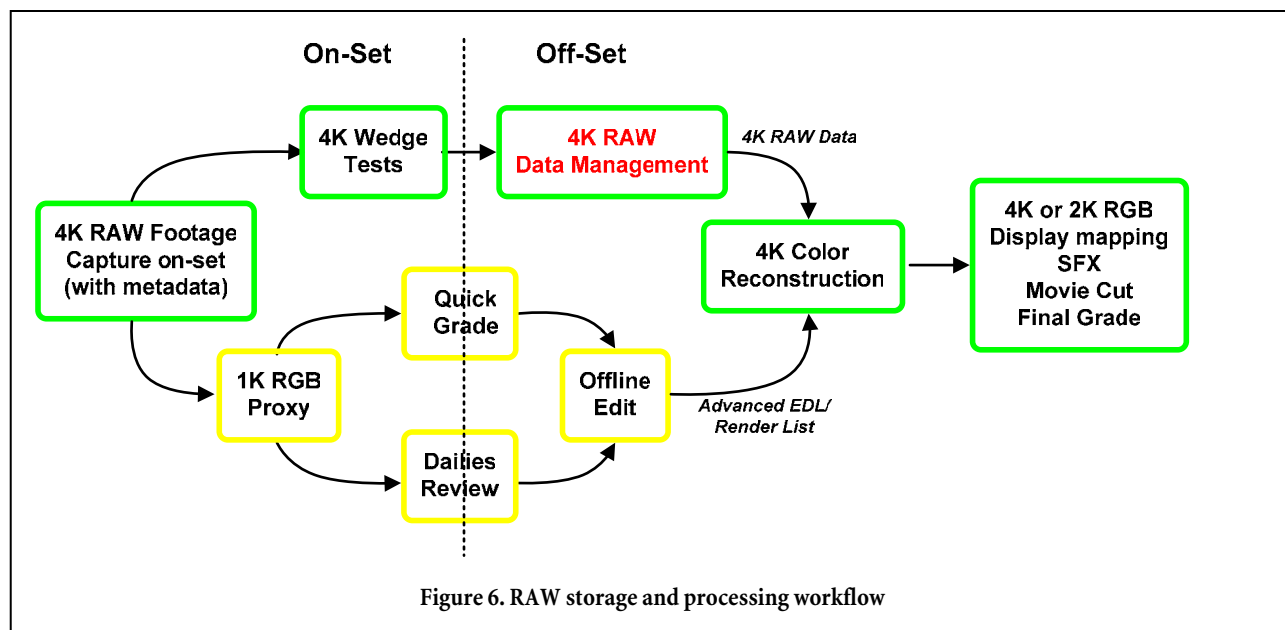 On-Set
Off-Set
4K Wedge
Tests
4K RAW
Data Management
4K RAW Data
4K RAW Footage
Capture on-set
(with metadata)
4K Color
Reconstruction
4K or 2K RGB
Display mapping
SFX
Movie Cut
Final Grade
Quick
Grade
1K RGB
Proxy
Offline
Edit
Advanced EDL/
Render List
Dailies
Review
Figure 6. RAW storage and processing workflow